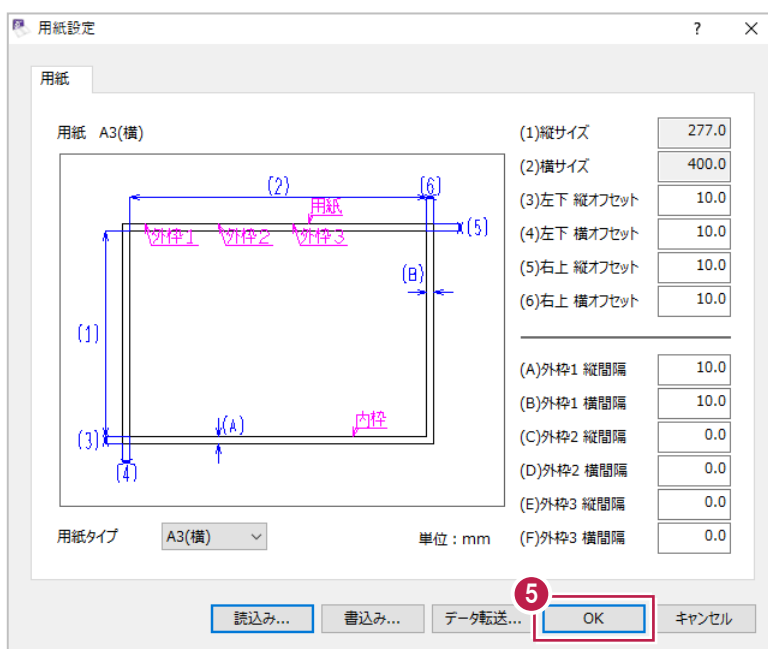 用紙設定
?
×
用紙
用紙 A3(横)
(2)
(6)
用紙
(5)
外枠1
外枠2
外枠3
(B)
(1)
(A)
内枠
(3)
(4)
用紙タイプ A3(横) 単位:mm
(1)縦サイズ 277.0
(2)横サイズ 400.0
(3)左下 縦オフセット 10.0
(4)左下 横オフセット 10.0
(5)右上 縦オフセット 10.0
(6)右上 横オフセット 10.0
(A)外枠1 縦間隔 10.0
(B)外枠1 横間隔 10.0
(C)外枠2 縦間隔 0.0
(D)外枠2 横間隔 0.0
(E)外枠3 縦間隔 0.0
(F)外枠3 横間隔 0.0
5
読込み... 書込み... データ転送... OK キャンセル